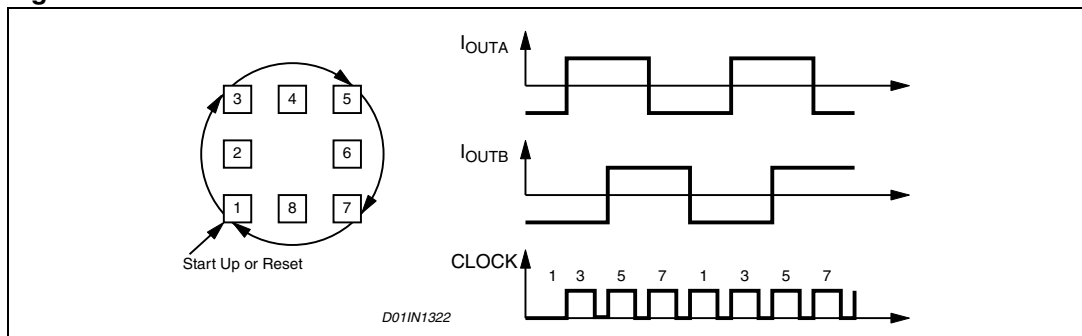 3 4 5
2 6
1 8 7
Start Up or Reset
D01IN1322
IOUTA
IOUTB
CLOCK
1 3 5 7 1 3 5 7